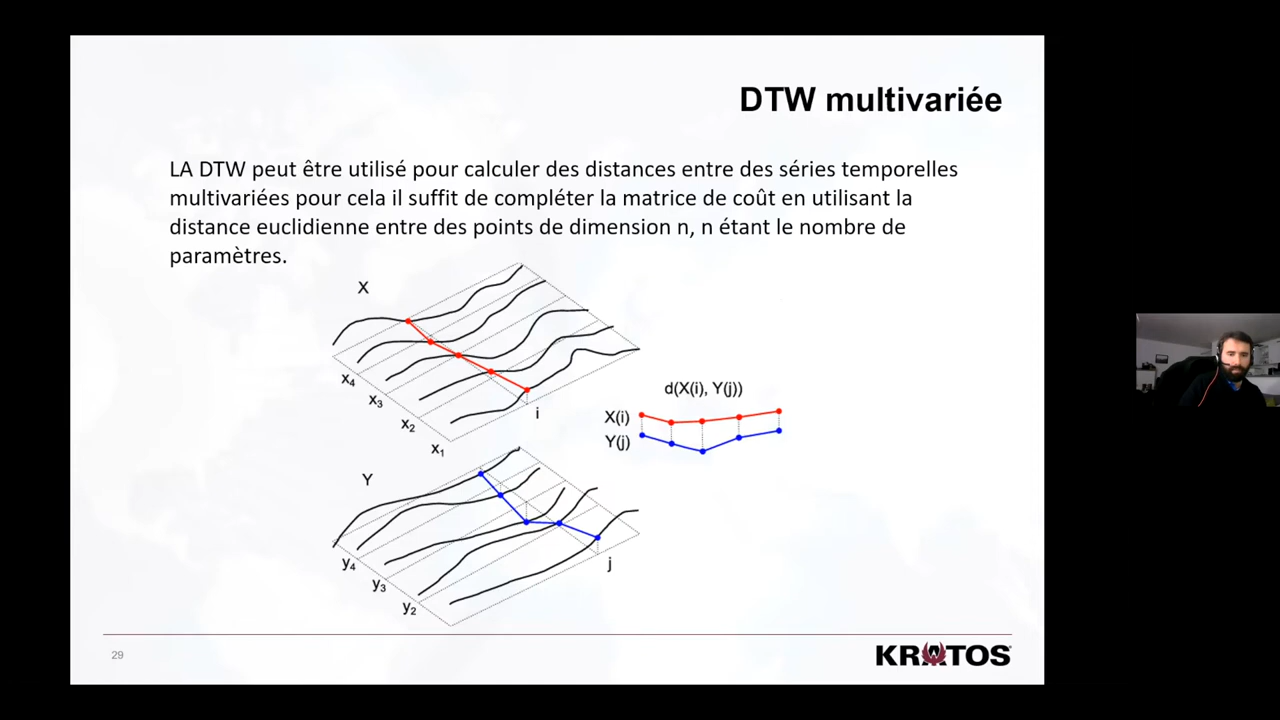 DTW multivariée
LA DTW peut être utilisé pour calculer des distances entre des séries temporelles
multivariées pour cela il suffit de compléter la matrice de coût en utilisant la
distance euclidienne entre des points de dimension n, n étant le nombre de
paramètres.
X
x₄
x₃
x₂
x₁
i
d(X(i), Y(j))
X(i)
Y(j)
Y
y₄
y₃
y₂
j
29
KRATOS